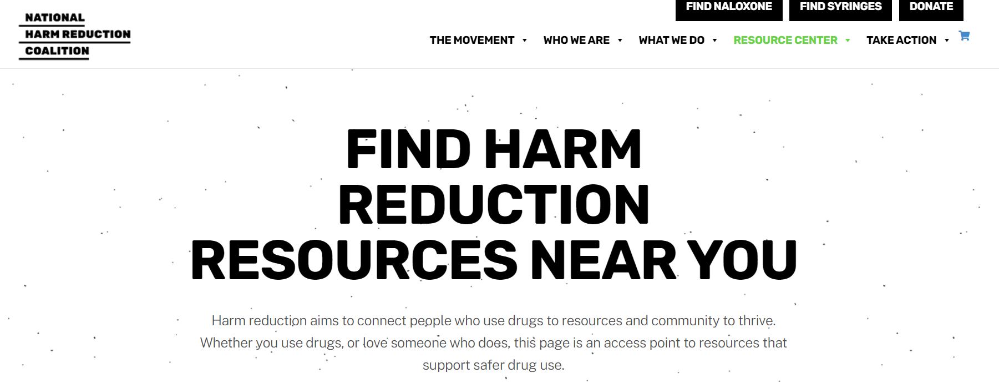 NATIONAL
HARM REDUCTION
COALITION
FIND NALOXONE FIND SYRINGES DONATE
THE MOVEMENT WHO WE ARE WHAT WE DO RESOURCE CENTER TAKE ACTION
FIND HARM
REDUCTION
RESOURCES NEAR YOU
Harm reduction aims to connect people who use drugs to resources and community to thrive.
Whether you use drugs, or love someone who does, this page is an access point to resources that
support safer drug use.